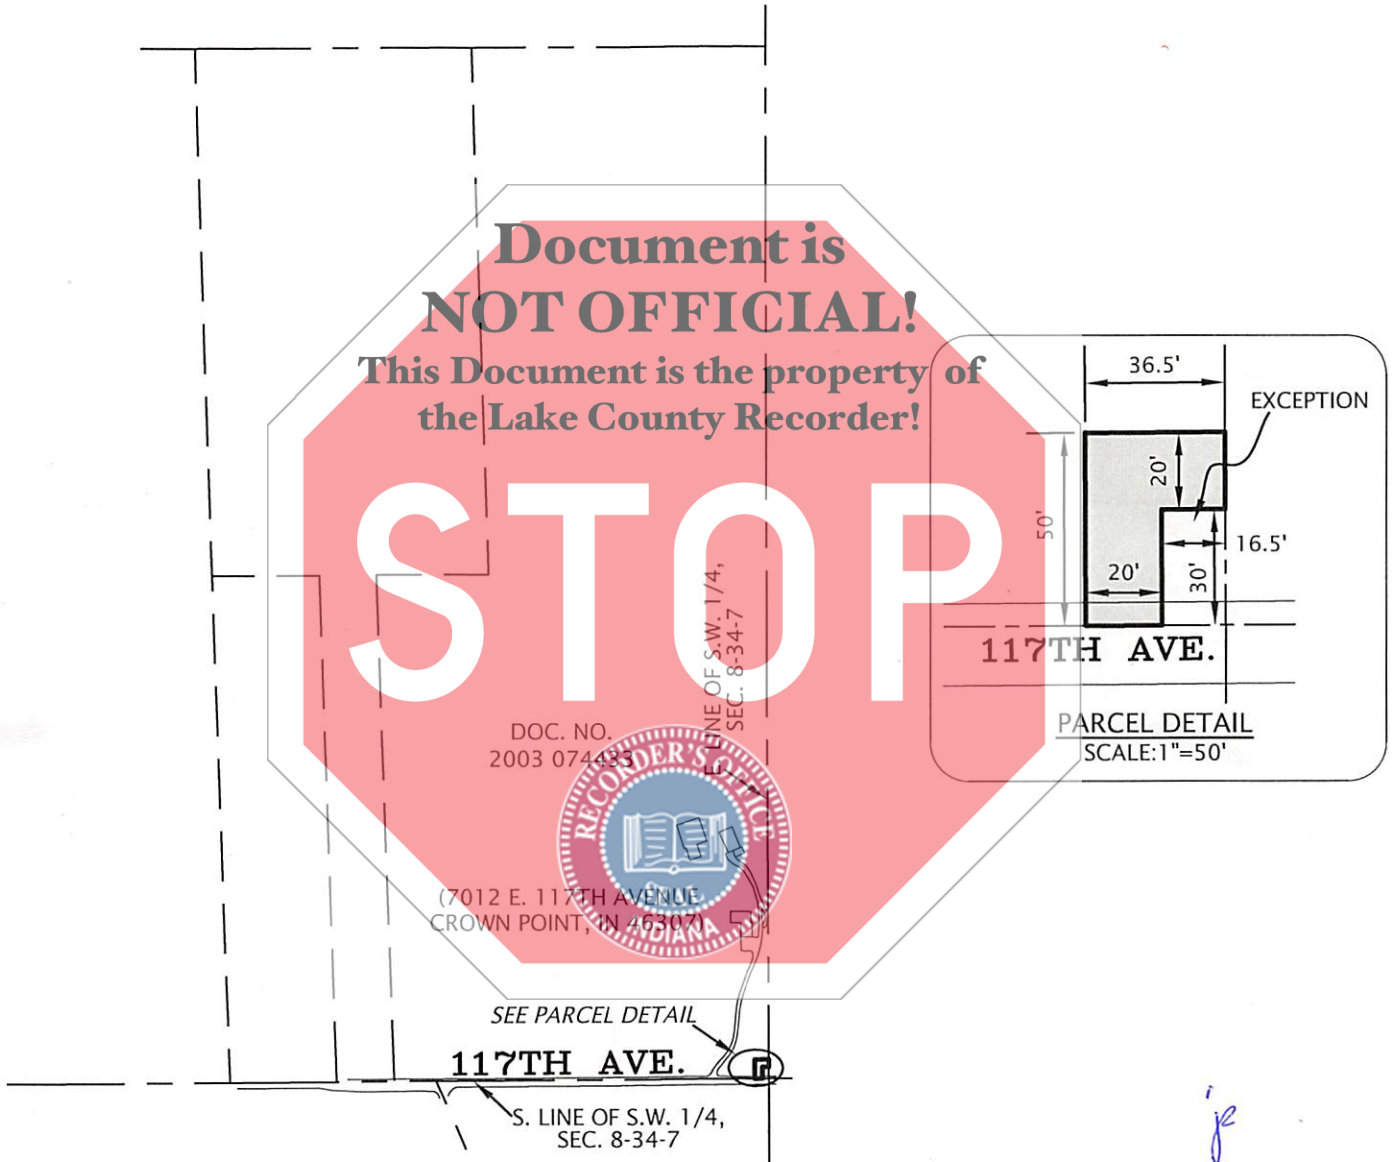 Document is
NOT OFFICIAL!
This Document is the property of
the Lake County Recorder!
STOP
36.5'
EXCEPTION
20'
50'
16.5'
20'
30'
117TH AVE.
PARCEL DETAIL
SCALE:1"=50'
E. LINE OF S.W. 1/4,
SEC. 8-34-7
DOC. NO.
2003 074433
RECORDER'S OFFICE
INDIANA
(7012 E. 117TH AVENUE
CROWN POINT, IN 46307)
SEE PARCEL DETAIL
117TH AVE.
S. LINE OF S.W. 1/4,
SEC. 8-34-7